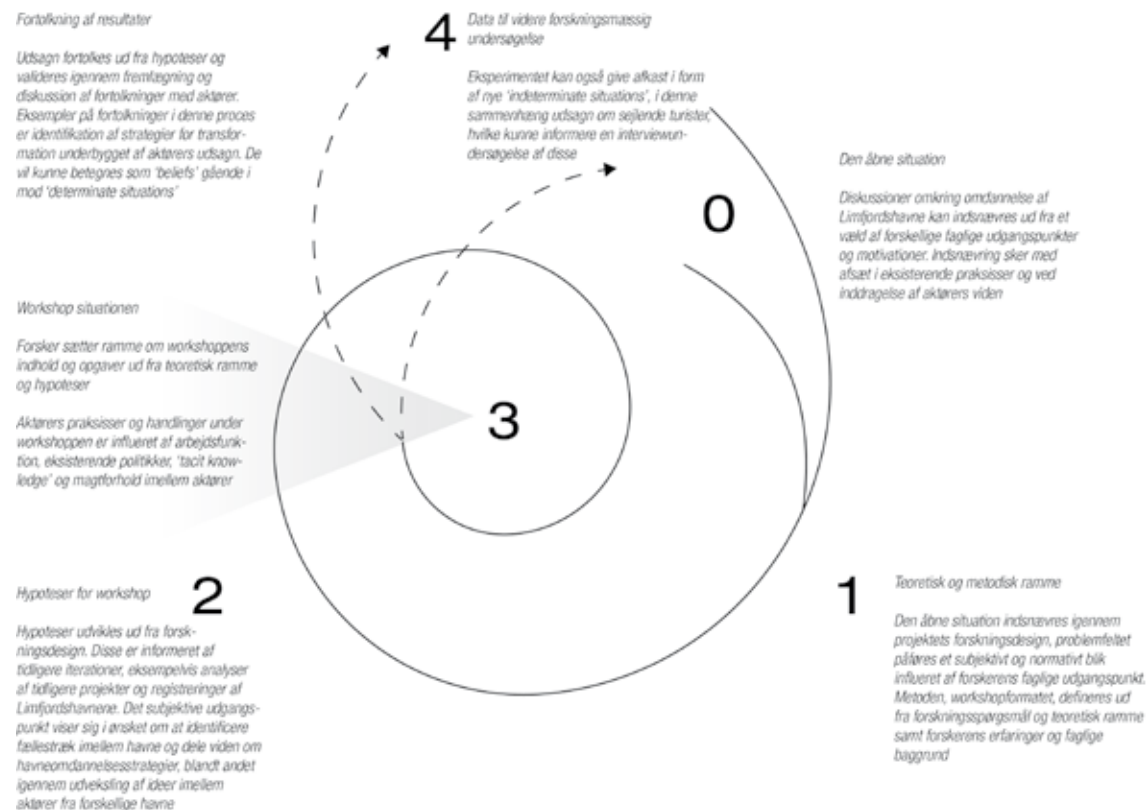 Fortolkning af resultater
Udsagn fortolkes ud fra hypoteser og
valideres igennem fremlægning og
diskussion af fortolkninger med aktører.
Eksempler på fortolkninger i denne proces
er identifikation af strategier for transfor-
mation underbygget af aktørers udsagn. De
vil kunne betegnes som 'beliefs' gående i
mod 'determinate situations'
4
Data til videre forskningsmæssig
undersøgelse
Eksperimentet kan også give afkast i form
af nye 'indeterminate situations', i denne
sammenhæng udsagn om sejlende turister,
hvilke kunne informere en interviewun-
dersøgelse af disse
0
Den åbne situation
Diskussioner omkring omdannelse af
Limfjordshavne kan indsnævres ud fra et
væld af forskellige faglige udgangspunkter
og motivationer. Indsnævring sker med
afsæt i eksisterende praksisser og ved
inddragelse af aktørers viden
Workshop situationen
Forsker sætter ramme om workshoppens
indhold og opgaver ud fra teoretisk ramme
og hypoteser
Aktørers praksisser og handlinger under
workshoppen er influeret af arbejdsfunk-
tion, eksisterende politikker, 'tacit know-
ledge' og magtforhold imellem aktører
3
Hypoteser for workshop
2
Hypoteser udvikles ud fra forsk-
ningsdesign. Disse er informeret af
tidligere iterationer, eksempelvis analyser
af tidligere projekter og registreringer af
Limfjordshavnene. Det subjektive udgangs-
punkt viser sig i ønsket om at identificere
fællestræk imellem havne og dele viden om
havneomdannelsesstrategier, blandt andet
igennem udveksling af ideer imellem
aktører fra forskellige havne
1
Teoretisk og metodisk ramme
Den åbne situation indsnævres igennem
projektets forskningsdesign, problemfeltet
påføres et subjektivt og normativt blik
influeret af forskerens faglige udgangspunkt.
Metoden, workshopformatet, defineres ud
fra forskningsspørgsmål og teoretisk ramme
samt forskerens erfaringer og faglige
baggrund